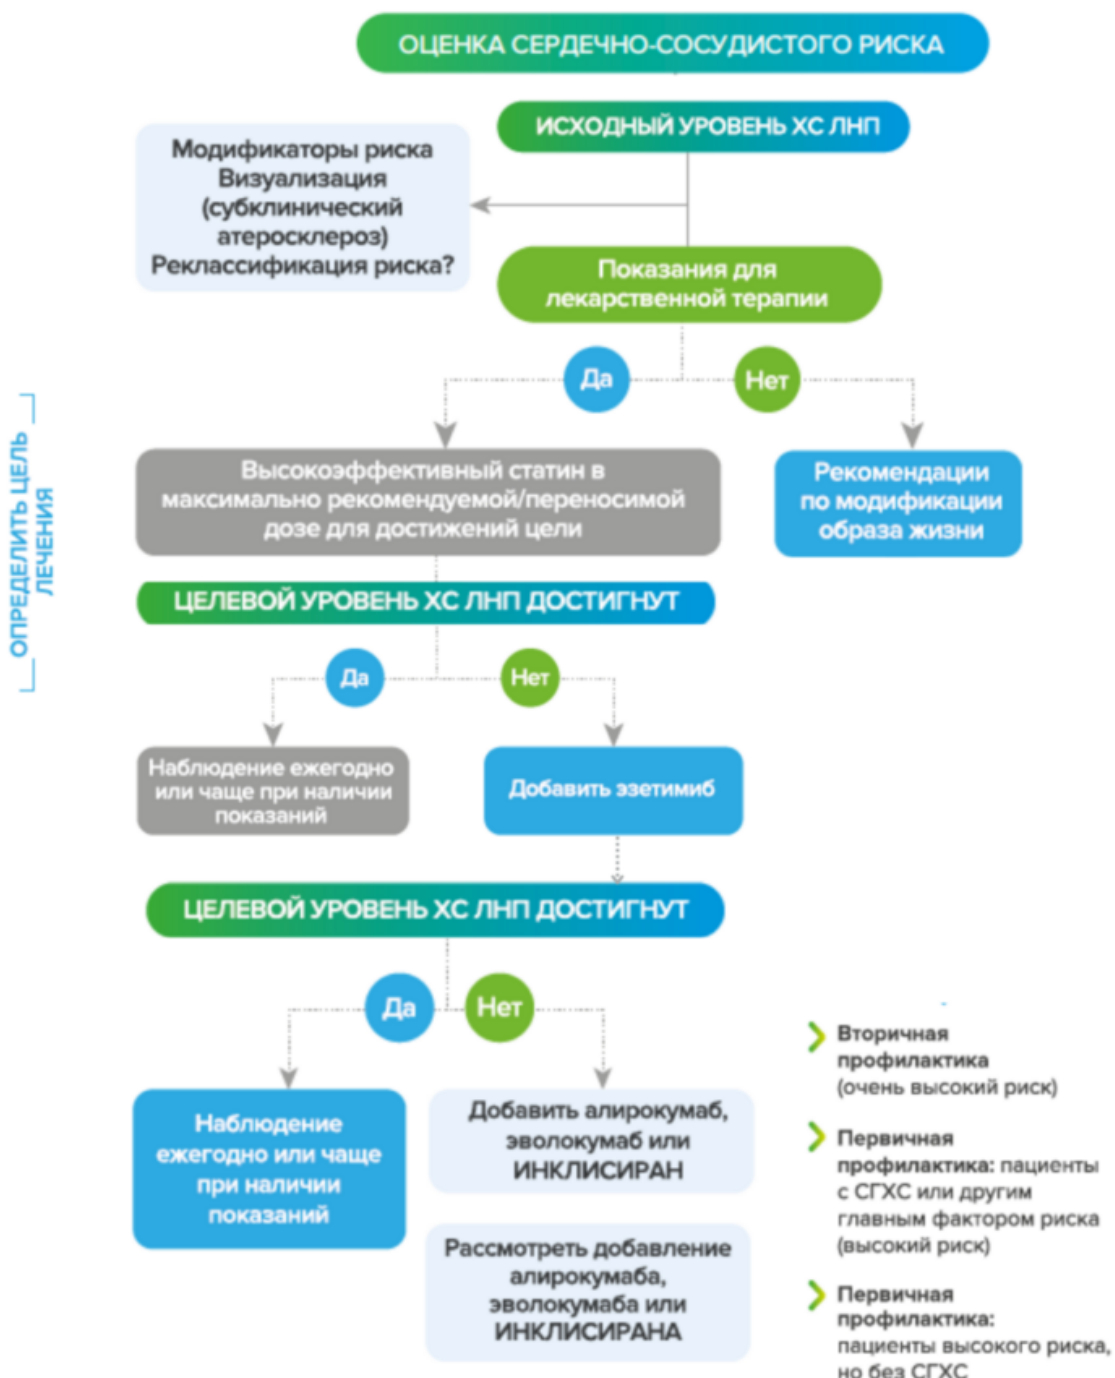 ОЦЕНКА СЕРДЕЧНО-СОСУДИСТОГО РИСКА
ИСХОДНЫЙ УРОВЕНЬ ХС ЛНП
Модификаторы риска
Визуализация
(субклинический
атеросклероз)
Реклассификация риска?
Показания для
лекарственной терапии
Да
Нет
ОПРЕДЕЛИТЬ ЦЕЛЬ
ЛЕЧЕНИЯ
Высокоэффективный статин в
максимально рекомендуемой/переносимой
дозе для достижений цели
Рекомендации
по модификации
образа жизни
ЦЕЛЕВОЙ УРОВЕНЬ ХС ЛНП ДОСТИГНУТ
Да
Нет
Наблюдение ежегодно
или чаще при наличии
показаний
Добавить эзетимиб
ЦЕЛЕВОЙ УРОВЕНЬ ХС ЛНП ДОСТИГНУТ
Да
Нет
Наблюдение
ежегодно или чаще
при наличии
показаний
Добавить алирокумаб,
эволокумаб или
ИНКЛИСИРАН
Рассмотреть добавление
алирокумаба,
эволокумаба или
ИНКЛИСИРАНА
Вторичная
профилактика
(очень высокий риск)
Первичная
профилактика: пациенты
с СГХС или другим
главным фактором риска
(высокий риск)
Первичная
профилактика:
пациенты высокого риска,
но без СГХС